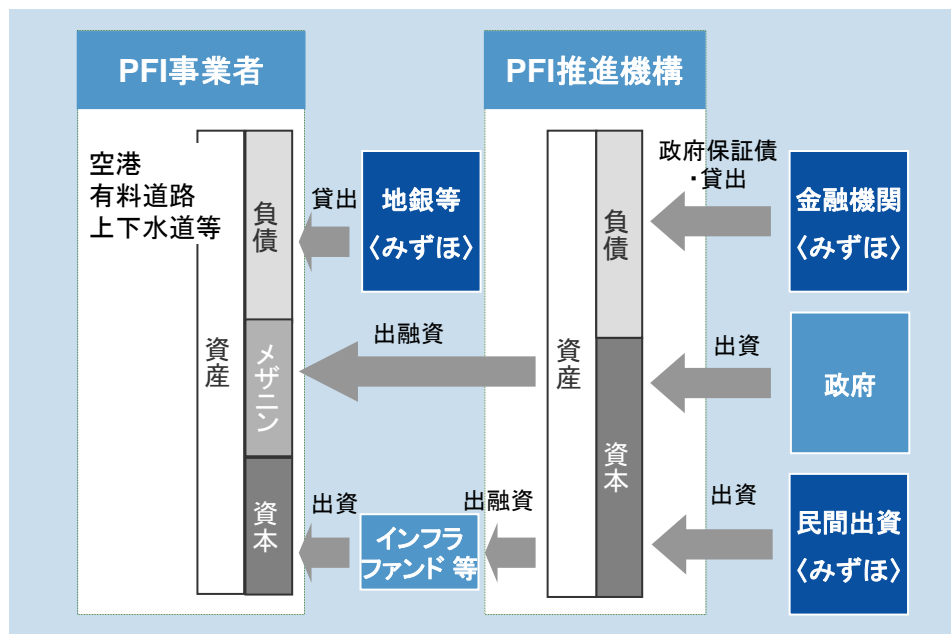 PFI事業者
PFI推進機構
空港
有料道路
上下水道等
資産
負債
メザニン
資本
貸出
地銀等
〈みずほ〉
出融資
出資
インフラ
ファンド 等
出融資
資産
負債
資本
政府保証債
・貸出
金融機関
〈みずほ〉
出資
政府
出資
民間出資
〈みずほ〉